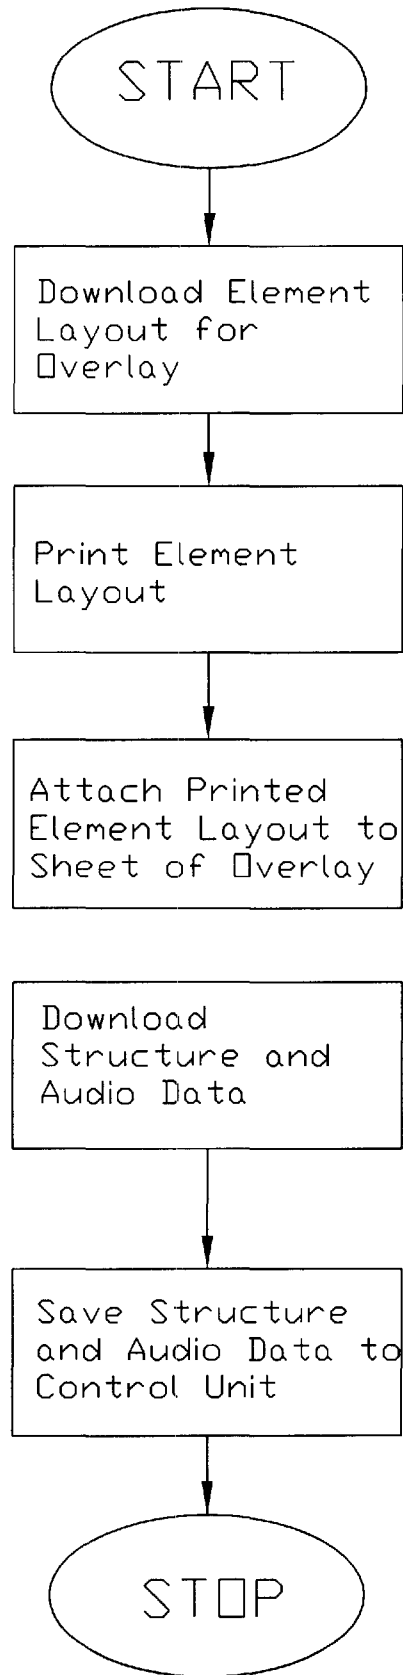 START
Download Element
Layout for
Overlay
Print Element
Layout
Attach Printed
Element Layout to
Sheet of Overlay
Download
Structure and
Audio Data
Save Structure
and Audio Data to
Control Unit
STOP